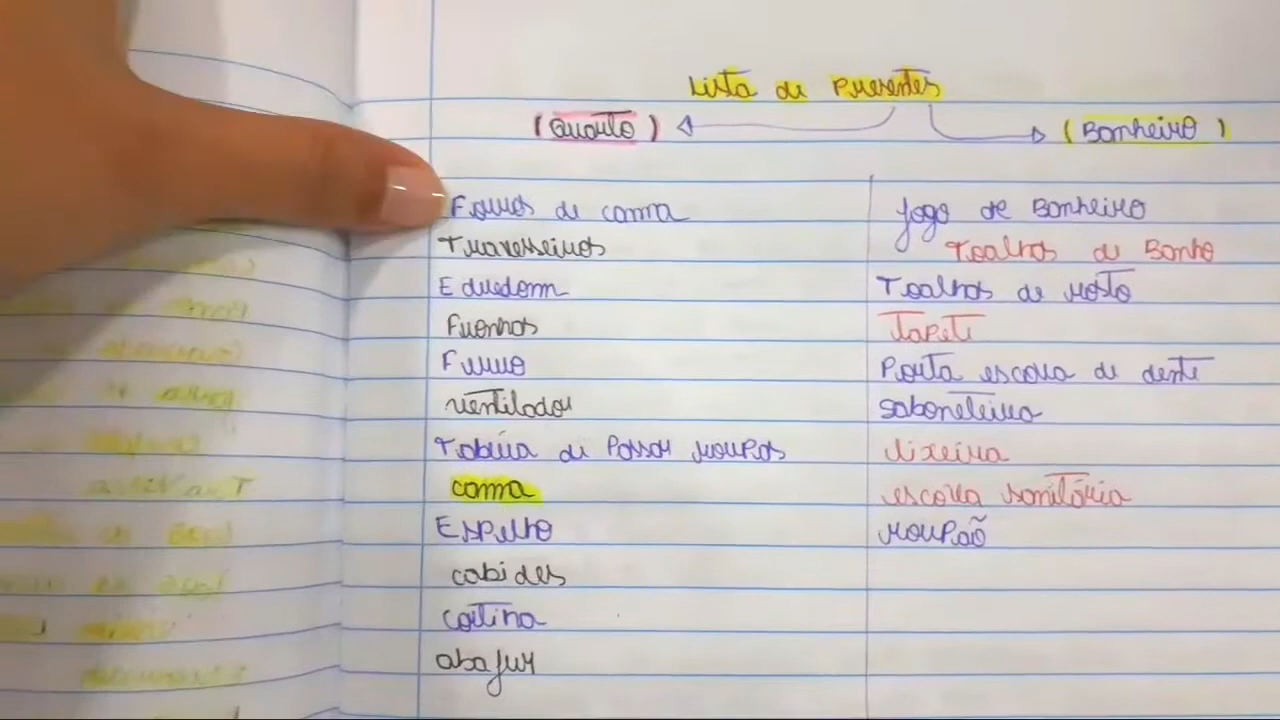 Lista de Presentes
(Quarto)
(Banheiro)
Forros de cama
Travesseiros
Edredom
Fronhas
Ferro
ventilador
Tabúa de Passar roupas
cama
Espelho
cabides
cortina
abajur
Jogo de Banheiro
Toalhas de Banho
Toalhas de rosto
Tapete
Porta escova de dente
saboneteira
lixeira
escova sanitária
roupão